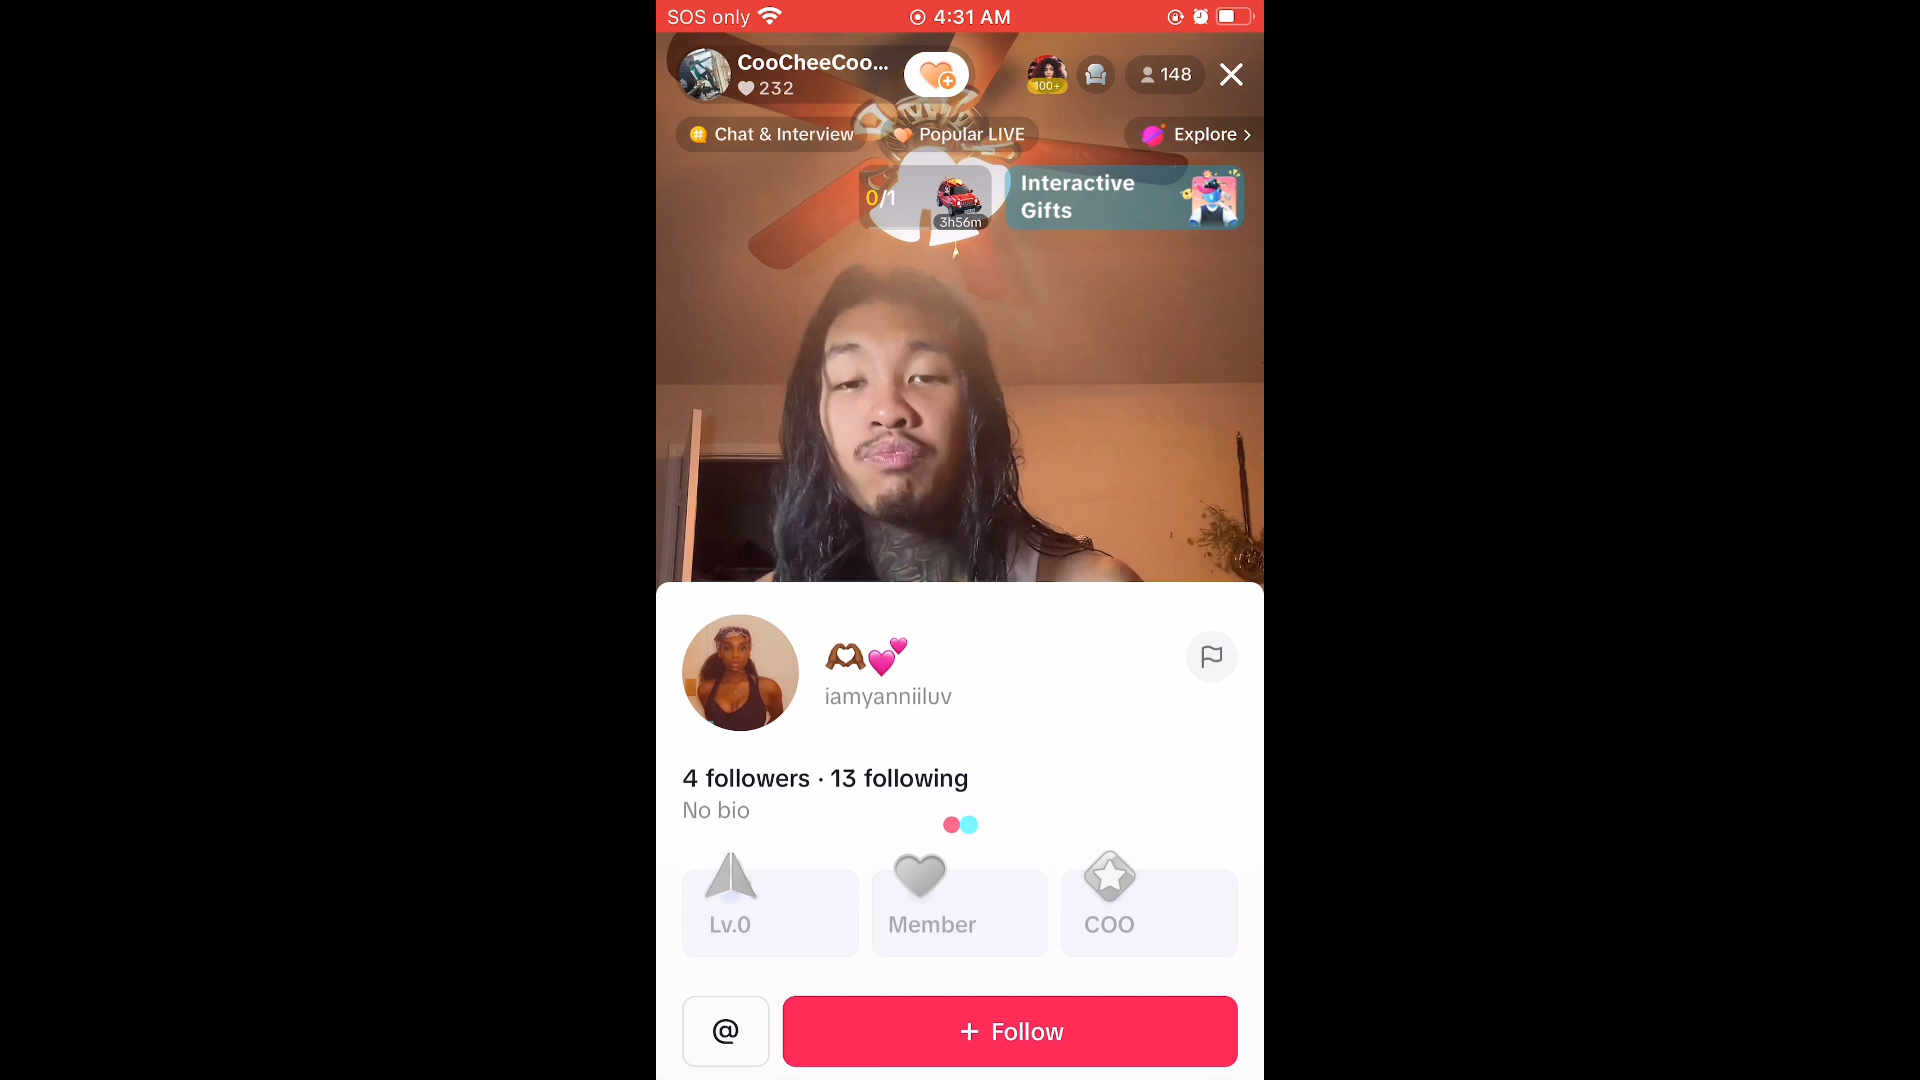 SOS only 4:31 AM
CooCheeCoo...
232
100+
148
Chat & Interview
Popular LIVE
Explore >
0/1
3h56m
Interactive
Gifts
iamyanniiluv
4 followers · 13 following
No bio
Lv.0
Member
COO
@
+ Follow